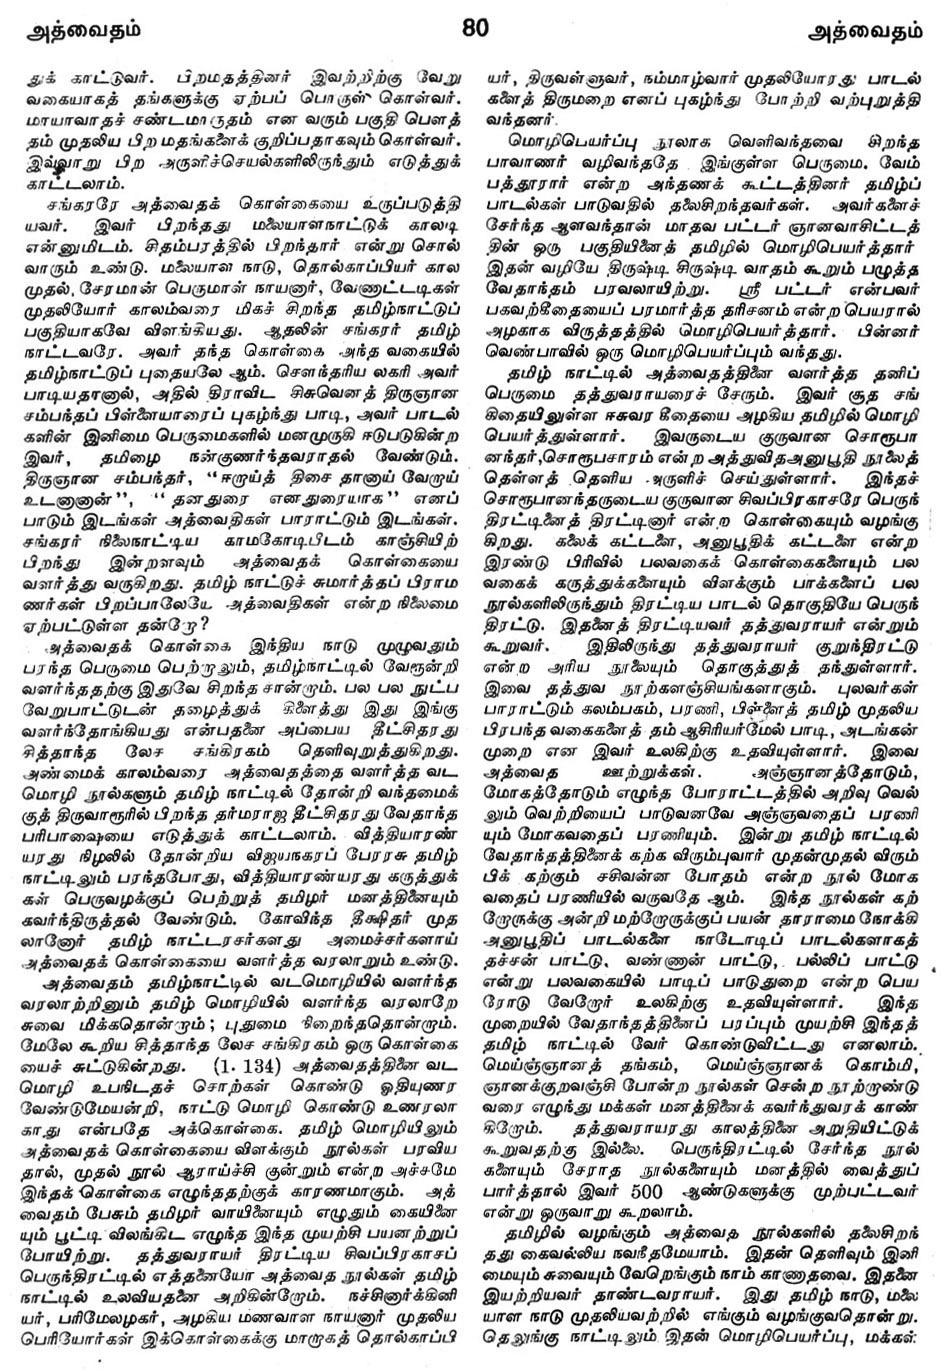 அத்வைதம் 80 அத்வைதம்
துக் காட்டுவர். பிறமதத்தினர் இவற்றிற்கு வேறு
வகையாகத் தங்களுக்கு ஏற்பப் பொருள் கொள்வர்.
மாயாவாதச் சண்டமாருதம் என வரும் பகுதி பௌத்
தம் முதலிய பிற மதங்களைக் குறிப்பதாகவும் கொள்வர்.
இவ்வாறு பிற அருளிச்செயல்களிலிருந்தும் எடுத்துக்
காட்டலாம்.
சங்கரரே அத்வைதக் கொள்கையை உருப்படுத்தி
யவர். இவர் பிறந்தது மலையாளநாட்டுக் காலடி
என்னுமிடம். சிதம்பரத்தில் பிறந்தார் என்று சொல்
வாரும் உண்டு. மலையாள நாடு, தொல்காப்பியர் கால
முதல், சேரமான் பெருமாள் நாயனார், வேணாட்டடிகள்
முதலியோர் காலம்வரை மிகச் சிறந்த தமிழ்நாட்டுப்
பகுதியாகவே விளங்கியது. ஆதலின் சங்கரர் தமிழ்
நாட்டவரே. அவர் தந்த கொள்கை அந்த வகையில்
தமிழ்நாட்டுப் புதையலே ஆம். சௌந்தரிய லகரி அவர்
பாடியதானால், அதில் திராவிட சிசுவெனத் திருஞான
சம்பந்தப் பிள்ளையாரைப் புகழ்ந்து பாடி, அவர் பாடல்
களின் இனிமை பெருமைகளில் மனமுருகி ஈடுபடுகின்ற
இவர், தமிழை நன்குணர்ந்தவராதல் வேண்டும்.
திருஞான சம்பந்தர், “ஈறாய்த் திசை தானாய் வேறாய்
உடனானான்”, “ தனதுரை எனதுரையாக” எனப்
பாடும் இடங்கள் அத்வைதிகள் பாராட்டும் இடங்கள்.
சங்கரர் நிலைநாட்டிய காமகோடிபீடம் காஞ்சியிற்
பிறந்து இன்றளவும் அத்வைதக் கொள்கையை
வளர்த்து வருகிறது. தமிழ் நாட்டுச் சுமார்த்தப் பிராம
ணர்கள் பிறப்பாலேயே அத்வைதிகள் என்ற நிலைமை
ஏற்பட்டுள்ள தன்றோ?
அத்வைதக் கொள்கை இந்திய நாடு முழுவதும்
பரந்த பெருமை பெற்றாலும், தமிழ்நாட்டில் வேரூன்றி
வளர்ந்ததற்கு இதுவே சிறந்த சான்றாம். பல பல நுட்ப
வேறுபாட்டுடன் தழைத்துக் கிளைத்து இது இங்கு
வளர்ந்தோங்கியது என்பதனை அப்பைய தீட்சிதரது
சித்தாந்த லேச சங்கிரகம் தெளிவுறுத்துகிறது.
அண்மைக் காலம்வரை அத்வைதத்தை வளர்த்த வட
மொழி நூல்களும் தமிழ் நாட்டில் தோன்றி வந்தமைக்
குத் திருவாரூரில் பிறந்த தர்மராஜ தீட்சிதரது வேதாந்த
பரிபாஷையை எடுத்துக் காட்டலாம். வித்தியாரண்
யரது நிழலில் தோன்றிய விஜயநகரப் பேரரசு தமிழ்
நாட்டிலும் பரந்தபோது, வித்தியாரண்யரது கருத்துக்
கள் பெருவழக்குப் பெற்றுத் தமிழர் மனத்தினையும்
கவர்ந்திருத்தல் வேண்டும். கோவிந்த தீக்ஷிதர் முத
லானோர் தமிழ் நாட்டரசர்களது அமைச்சர்களாய்
அத்வைதக் கொள்கையை வளர்த்த வரலாறும் உண்டு.
அத்வைதம் தமிழ்நாட்டில் வடமொழியில் வளர்ந்த
வரலாற்றினும் தமிழ் மொழியில் வளர்ந்த வரலாறே
சுவை மிக்கதொன்றாம்; புதுமை நிறைந்ததொன்றாம்.
மேலே கூறிய சித்தாந்த லேச சங்கிரகம் ஒரு கொள்கை
யைச் சுட்டுகின்றது. (1. 134) அத்வைதத்தினை வட
மொழி உபநிடதச் சொற்கள் கொண்டு ஓதியுணர
வேண்டுமேயன்றி, நாட்டு மொழி கொண்டு உணரலா
காது என்பதே அக்கொள்கை. தமிழ் மொழியிலும்
அத்வைதக் கொள்கையை விளக்கும் நூல்கள் பரவிய
தால், முதல் நூல் ஆராய்ச்சி குன்றும் என்ற அச்சமே
இந்தக் கொள்கை எழுந்ததற்குக் காரணமாகும். அத்
வைதம் பேசும் தமிழர் வாயினையும் எழுதும் கையினை
யும் பூட்டி விலங்கிட எழுந்த இந்த முயற்சி பயனற்றுப்
போயிற்று. தத்துவராயர் திரட்டிய சிவப்பிரகாசப்
பெருந்திரட்டில் எத்தனையோ அத்வைத நூல்கள் தமிழ்
நாட்டில் உலவியதனை அறிகின்றோம். நச்சினார்க்கினி
யர், பரிமேலழகர், அழகிய மணவாள நாயனார் முதலிய
பெரியோர்கள் இக்கொள்கைக்கு மாறாகத் தொல்காப்பி
யர், திருவள்ளுவர், நம்மாழ்வார் முதலியோரது பாடல்
களைத் திருமறை எனப் புகழ்ந்து போற்றி வற்புறுத்தி
வந்தனர்.
மொழிபெயர்ப்பு நூலாக வெளிவந்தவை சிறந்த
பாவாணர் வழிவந்ததே இங்குள்ள பெருமை. வேம்
பத்தூரார் என்ற அந்தணக் கூட்டத்தினர் தமிழ்ப்
பாடல்கள் பாடுவதில் தலைசிறந்தவர்கள். அவர்களைச்
சேர்ந்த ஆளவந்தான் மாதவ பட்டர் ஞானவாசிட்டத்
தின் ஒரு பகுதியினைத் தமிழில் மொழிபெயர்த்தார்
இதன் வழியே திருஷ்டி சிருஷ்டி வாதம் கூறும் பழுத்த
வேதாந்தம் பரவலாயிற்று. ஸ்ரீ பட்டர் என்பவர்
பகவற்கீதையைப் பரமார்த்த தரிசனம் என்ற பெயரால்
அழகாக விருத்தத்தில் மொழிபெயர்த்தார். பின்னர்
வெண்பாவில் ஒரு மொழிபெயர்ப்பும் வந்தது.
தமிழ் நாட்டில் அத்வைதத்தினை வளர்த்த தனிப்
பெருமை தத்துவராயரைச் சேரும். இவர் சூத சங்
கிதையிலுள்ள ஈசுவர கீதையை அழகிய தமிழில் மொழி
பெயர்த்துள்ளார். இவருடைய குருவான சொரூபா
னந்தர்,சொரூபசாரம் என்ற அத்துவிதஅனுபூதி நூலைத்
தெள்ளத் தெளிய அருளிச் செய்துள்ளார். இந்தச்
சொரூபானந்தருடைய குருவான சிவப்பிரகாசரே பெருந்
திரட்டினைத் திரட்டினார் என்ற கொள்கையும் வழங்கு
கிறது. கலைக் கட்டளை, அனுபூதிக் கட்டளை என்ற
இரண்டு பிரிவில் பலவகைக் கொள்கைகளையும் பல
வகைக் கருத்துக்களையும் விளக்கும் பாக்களைப் பல
நூல்களிலிருந்தும் திரட்டிய பாடல் தொகுதியே பெருந்
திரட்டு. இதனைத் திரட்டியவர் தத்துவராயர் என்றும்
கூறுவர். இதிலிருந்து தத்துவராயர் குறுந்திரட்டு
என்ற அரிய நூலையும் தொகுத்துத் தந்துள்ளார்.
இவை தத்துவ நூற்களஞ்சியங்களாகும். புலவர்கள்
பாராட்டும் கலம்பகம், பரணி, பிள்ளைத் தமிழ் முதலிய
பிரபந்த வகைகளைத் தம் ஆசிரியர்மேல் பாடி, அடங்கன்
முறை என இவர் உலகிற்கு உதவியுள்ளார். இவை
அத்வைத ஊற்றுக்கள். அஞ்ஞானத்தோடும்,
மோகத்தோடும் எழுந்த போராட்டத்தில் அறிவு வெல்
லும் வெற்றியைப் பாடுவனவே அஞ்ஞவதைப் பரணி
யும் மோகவதைப் பரணியும். இன்று தமிழ் நாட்டில்
வேதாந்தத்தினைக் கற்க விரும்புவார் முதன்முதல் விரும்
பிக் கற்கும் சசிவன்ன போதம் என்ற நூல் மோக
வதைப் பரணியில் வருவதே ஆம். இந்த நூல்கள் கற்
றோருக்கு அன்றி மற்றோருக்குப் பயன் தாராமை நோக்கி
அனுபூதிப் பாடல்களை நாடோடிப் பாடல்களாகத்
தச்சன் பாட்டு, வண்ணான் பாட்டு, பல்லிப் பாட்டு
என்று பலவகையில் பாடிப் பாடுதுறை என்ற பெய
ரோடு வேறோர் உலகிற்கு உதவியுள்ளார். இந்த
முறையில் வேதாந்தத்தினைப் பரப்பும் முயற்சி இந்தத்
தமிழ் நாட்டில் வேர் கொண்டுவிட்டது எனலாம்.
மெய்ஞ்ஞானத் தங்கம், மெய்ஞ்ஞானக் கொம்மி,
ஞானக்குறவஞ்சி போன்ற நூல்கள் சென்ற நூற்றாண்டு
வரை எழுந்து மக்கள் மனத்தினைக் கவர்ந்துவரக் காண்
கிறோம். தத்துவராயரது காலத்தினை அறுதியிட்டுக்
கூறுவதற்கு இல்லை. பெருந்திரட்டில் சேர்ந்த நூல்
களையும் சேராத நூல்களையும் மனத்தில் வைத்துப்
பார்த்தால் இவர் 500 ஆண்டுகளுக்கு முற்பட்டவர்
என்று ஒருவாறு கூறலாம்.
தமிழில் வழங்கும் அத்வைத நூல்களில் தலைசிறந்
தது கைவல்லிய நவநீதமேயாம். இதன் தெளிவும் இனி
மையும் சுவையும் வேறெங்கும் நாம் காணாதவை. இதனை
இயற்றியவர் தாண்டவராயர். இது தமிழ் நாடு, மலை
யாள நாடு முதலியவற்றில் எங்கும் வழங்குவதொன்று.
தெலுங்கு நாட்டிலும் இதன் மொழிபெயர்ப்பு, மக்கள்